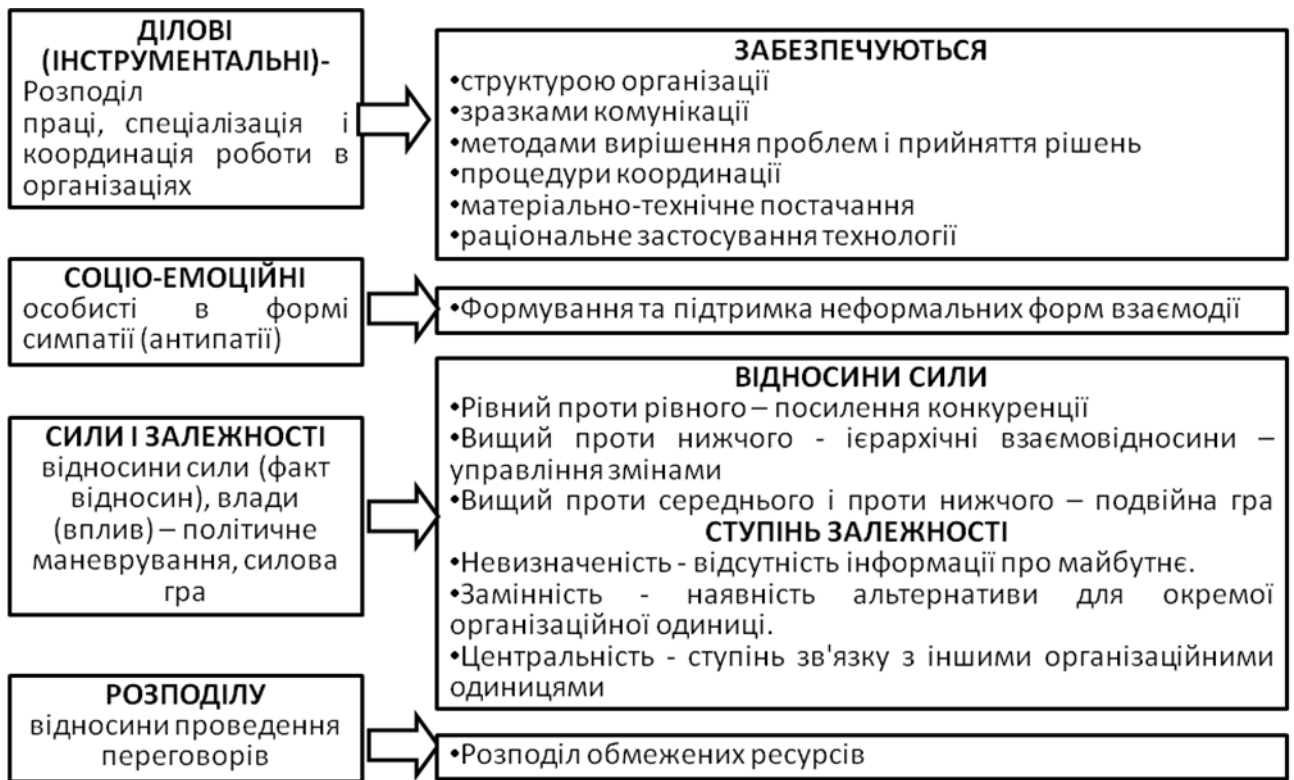 ДІЛОВІ
(ІНСТРУМЕНТАЛЬНІ)-
Розподіл
праці, спеціалізація і
координація роботи в
організаціях
ЗАБЕЗПЕЧУЮТЬСЯ
•структурою організації
•зразками комунікації
•методами вирішення проблем і прийняття рішень
•процедури координації
•матеріально-технічне постачання
•раціональне застосування технології
СОЦІО-ЕМОЦІЙНІ
особисті в формі
симпатії (антипатії)
•Формування та підтримка неформальних форм взаємодії
СИЛИ І ЗАЛЕЖНОСТІ
відносини сили (факт
відносин), влади
(вплив) – політичне
маневрування, силова
гра
ВІДНОСИНИ СИЛИ
•Рівний проти рівного – посилення конкуренції
•Вищий проти нижчого - ієрархічні взаємовідносини –
управління змінами
•Вищий проти середнього і проти нижчого – подвійна гра
СТУПІНЬ ЗАЛЕЖНОСТІ
•Невизначеність - відсутність інформації про майбутнє.
•Замінність - наявність альтернативи для окремої
організаційної одиниці.
•Центральність - ступінь зв'язку з іншими організаційними
одиницями
РОЗПОДІЛУ
відносини проведення
переговорів
•Розподіл обмежених ресурсів